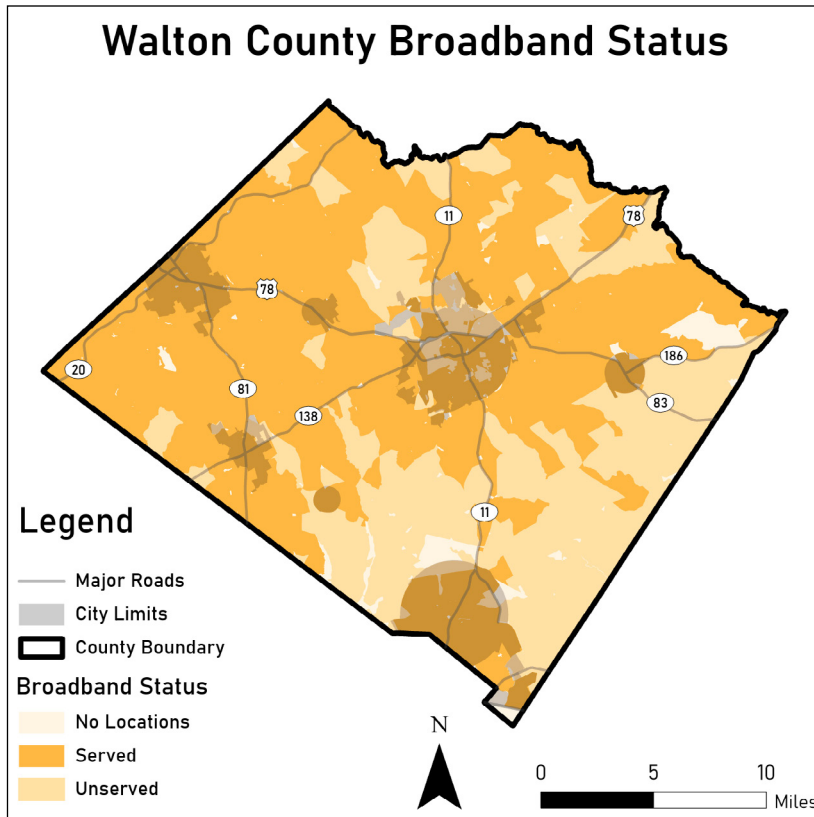 Walton County Broadband Status
11
78
78
186
20
81
83
138
11
Legend
Major Roads
City Limits
County Boundary
Broadband Status
No Locations
Served
Unserved
N
0 5 10
Miles